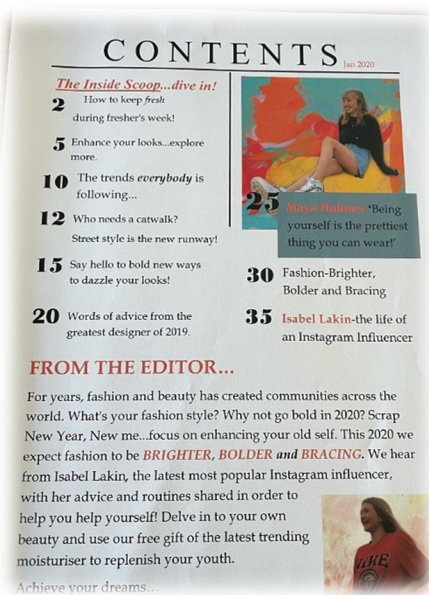 CONTENTS
Jan 2020
The Inside Scoop...dive in!
2 How to keep fresh
during fresher's week!
5 Enhance your looks...explore
more.
10 The trends everybody is
following...
12 Who needs a catwalk?
Street style is the new runway!
15 Say hello to bold new ways
to dazzle your looks!
20 Words of advice from the
greatest designer of 2019.
25 Maya Holmes 'Being
yourself is the prettiest
thing you can wear!'
30 Fashion-Brighter,
Bolder and Bracing
35 Isabel Lakin-the life of
an Instagram Influencer
FROM THE EDITOR...
For years, fashion and beauty has created communities across the
world. What's your fashion style? Why not go bold in 2020? Scrap
New Year, New me...focus on enhancing your old self. This 2020 we
expect fashion to be BRIGHTER, BOLDER and BRACING. We hear
from Isabel Lakin, the latest most popular Instagram influencer,
with her advice and routines shared in order to
help you help yourself! Delve in to your own
beauty and use our free gift of the latest trending
moisturiser to replenish your youth.
Achieve your dreams...